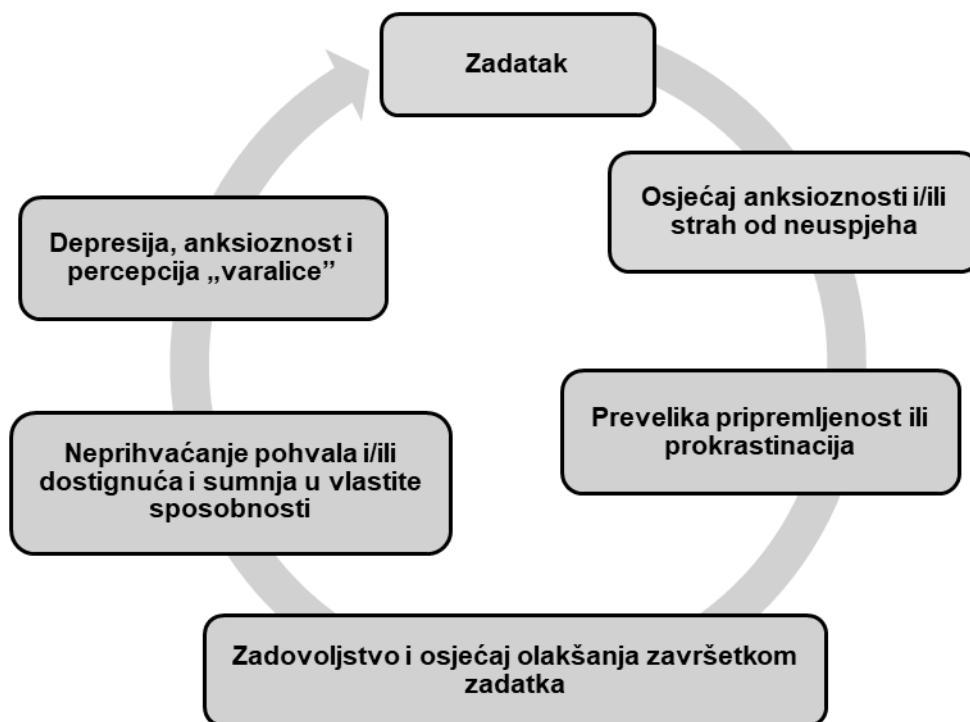 Zadatak
Osjećaj anksioznosti i/ili
strah od neuspjeha
Prevelika pripremljenost ili
prokrastinacija
Zadovoljstvo i osjećaj olakšanja završetkom
zadatka
Neprihvaćanje pohvala i/ili
dostignuća i sumnja u vlastite
sposobnosti
Depresija, anksioznost i
percepcija „varalice”